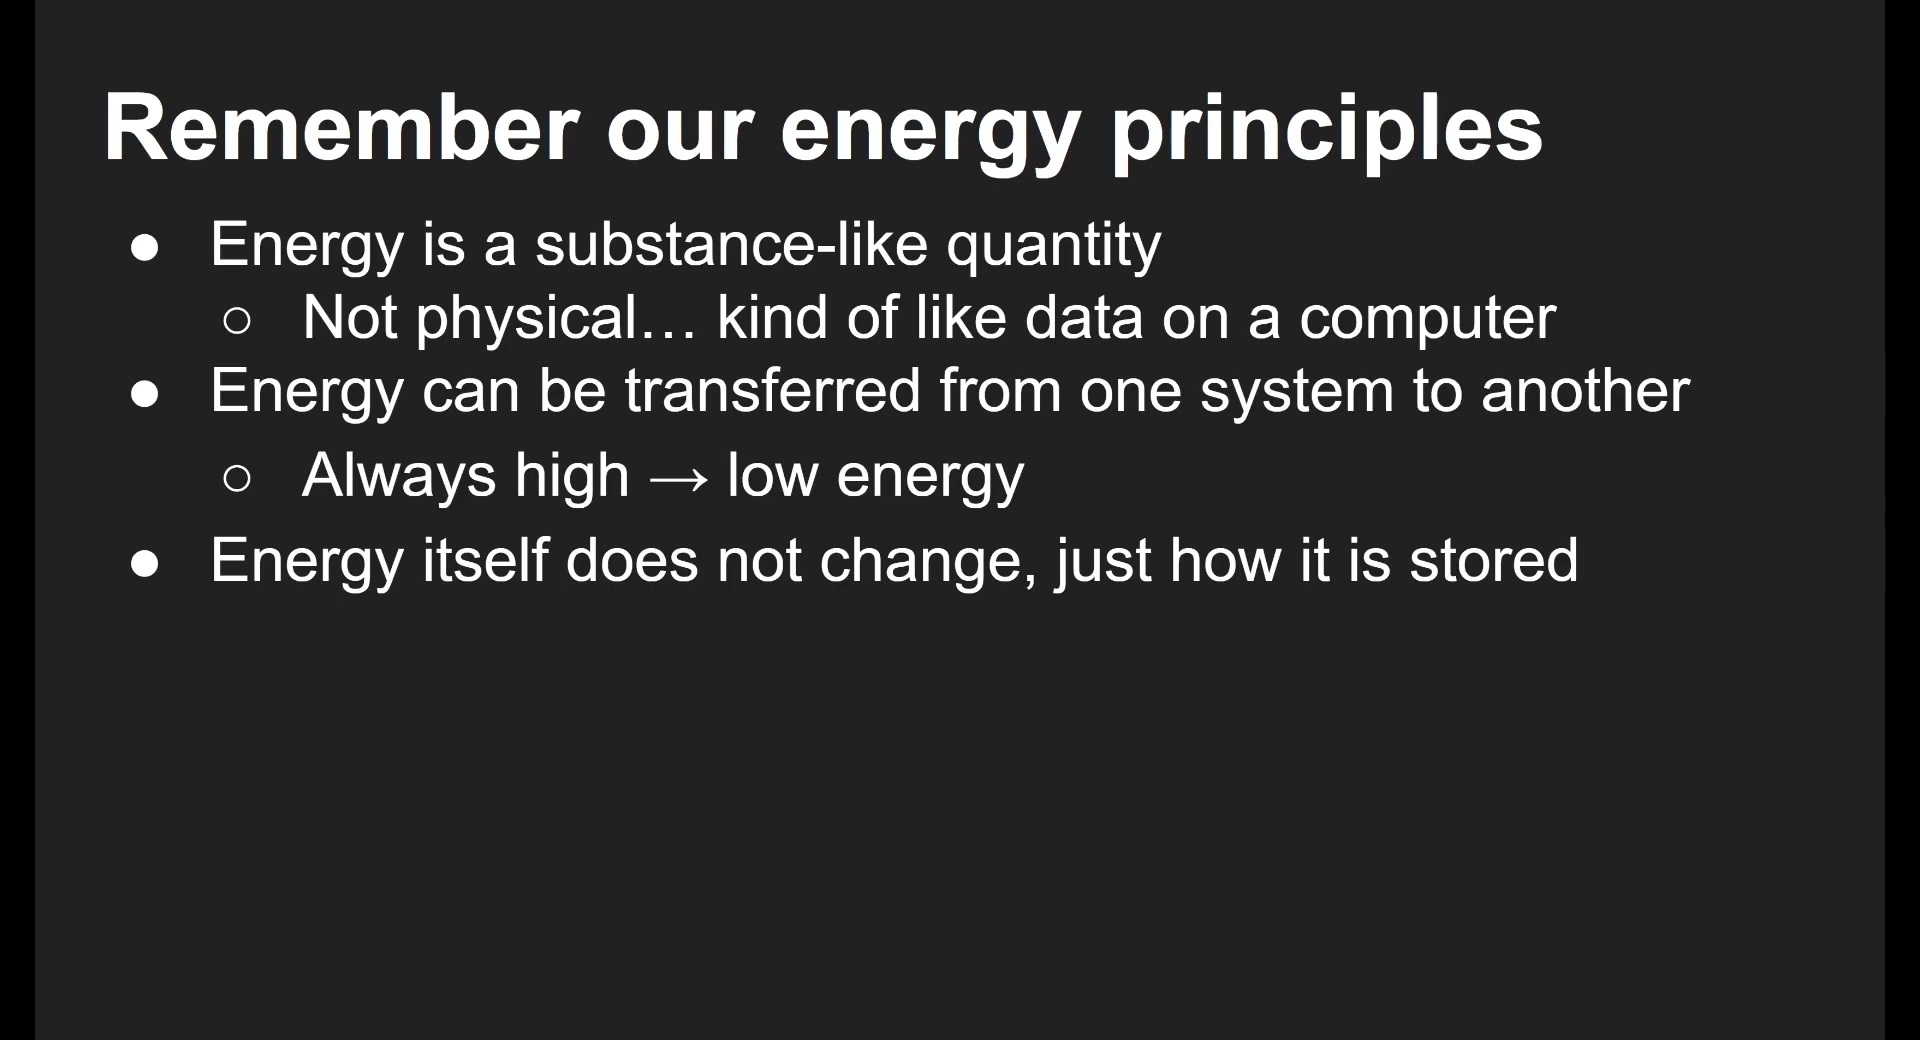 Remember our energy principles
● Energy is a substance-like quantity
○ Not physical… kind of like data on a computer
● Energy can be transferred from one system to another
○ Always high → low energy
● Energy itself does not change, just how it is stored